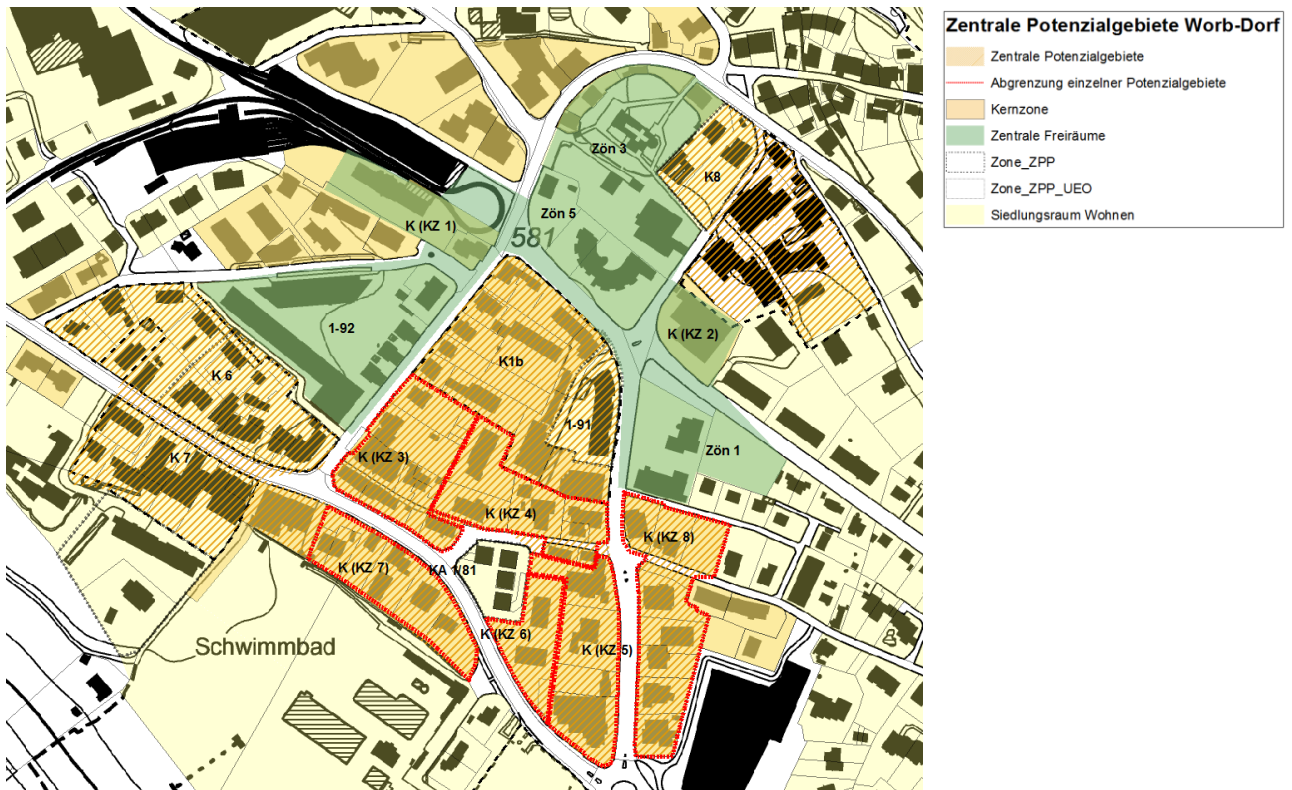 Zentrale Potenzialgebiete Worb-Dorf
Zentrale Potenzialgebiete
Abgrenzung einzelner Potenzialgebiete
Kernzone
Zentrale Freiräume
Zone_ZPP
Zone_ZPP_UEO
Siedlungsraum Wohnen
Zön 3
K8
Zön 5
K (KZ 1)
581
1-92
K (KZ 2)
K1b
K 6
1-91
Zön 1
K 7
K (KZ 3)
K (KZ 4)
K (KZ 8)
K (KZ 7)
KA 1/81
K (KZ 6)
K (KZ 5)
Schwimmbad